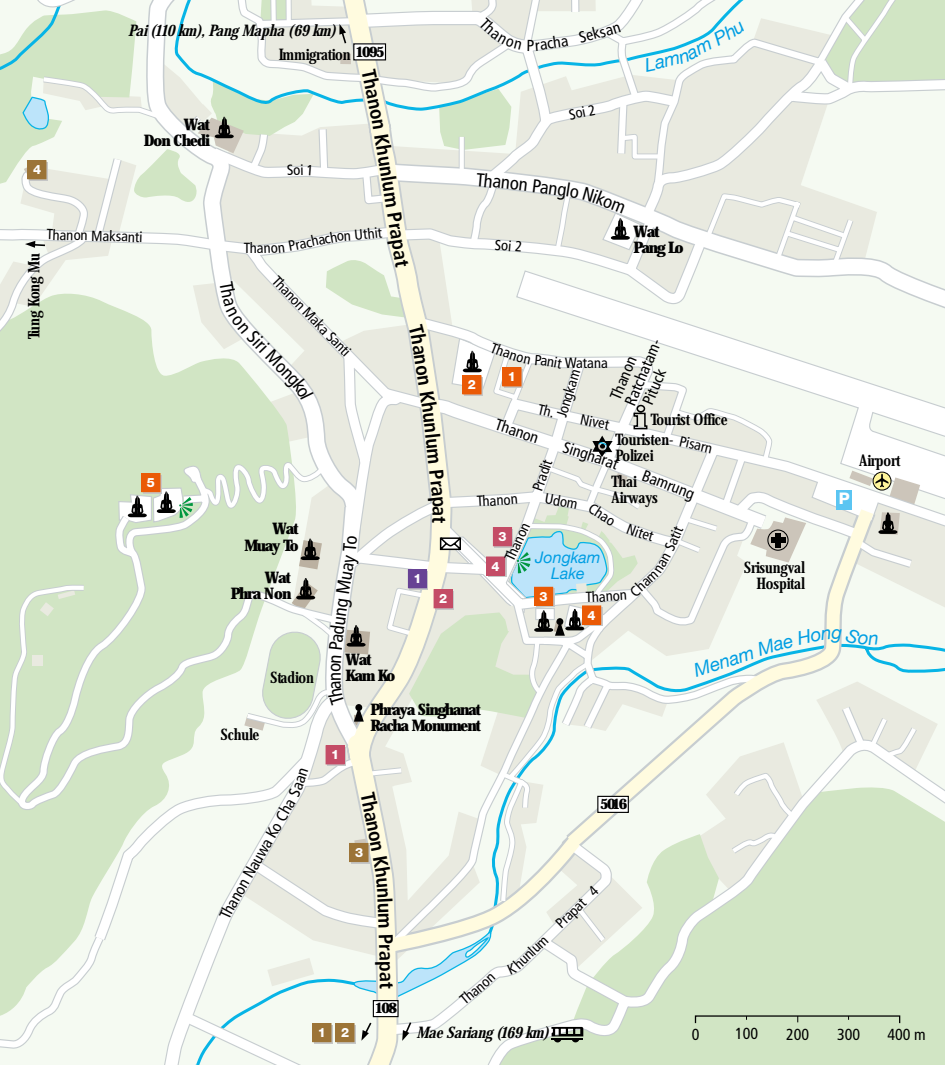 Pai (110 km), Pang Mapha (69 km)
Immigration
1095
Thanon Pracha Seksan
Lamnam Phu
Soi 2
Wat
Don Chedi
Thanon Khunlum Prapat
4
Soi 1
Thanon Panglo Nikom
Wat
Pang Lo
Thanon Maksanti
Thanon Prachachon Uthit
Soi 2
Tung Kong Mu
Thanon Maka Santi
Thanon Siri Mongkol
Thanon Khunlum Prapat
Thanon Panit Watana
2
1
Thanon
Ratchatam-
Pituck
Jongkam
Th. Nivet Pisarn
Tourist Office
Thanon Singharat Bamrung
Touristen-
Polizei
Thai
Airways
Pradit
Airport
P
5
Thanon Udom Chao Nitet
Thanon
Wat
Muay To
3
4
Jongkam
Lake
Thanon Chamnan Satit
Srisungval
Hospital
Wat
Phra Non
1
2
3
4
Thanon Padung Muay To
Wat
Kam Ko
Stadion
Menam Mae Hong Son
Phraya Singhanat
Racha Monument
Schule
1
Thanon Nauwa Ko Cha Saan
Thanon Khunlum Prapat
5016
3
Thanon Khunlum Prapat 4
108
1
2
Mae Sariang (169 km)
0 100 200 300 400 m